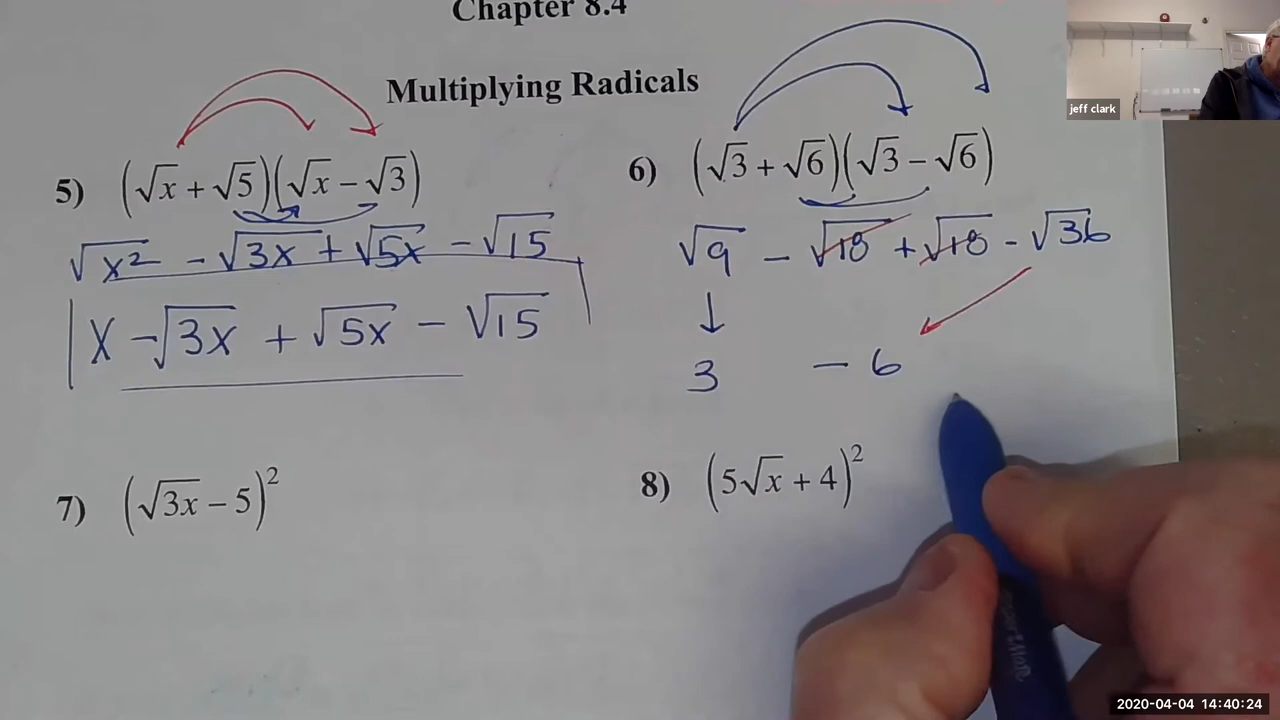 Chapter 8.4
Multiplying Radicals
jeff clark
5) (√x + √5)(√x − √3)
√x² − √3x + √5x − √15
x − √3x + √5x − √15
6) (√3 + √6)(√3 − √6)
√9 − √18 + √18 − √36
3 − 6
7) (√3x − 5)²
8) (5√x + 4)²
2020-04-04 14:40:24